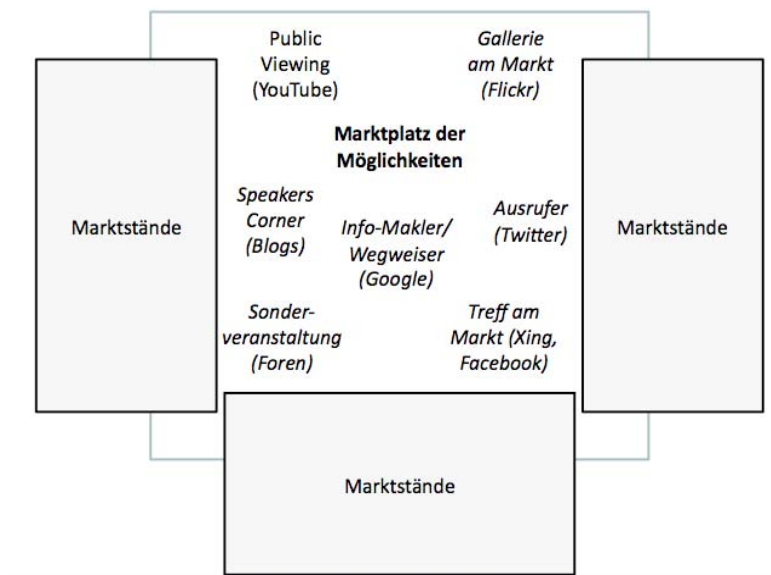 Public
Viewing
(YouTube)
Gallerie
am Markt
(Flickr)
Marktplatz der
Möglichkeiten
Marktstände
Speakers
Corner
(Blogs)
Info-Makler/
Wegweiser
(Google)
Ausrufer
(Twitter)
Marktstände
Sonder-
veranstaltung
(Foren)
Treff am
Markt (Xing,
Facebook)
Marktstände